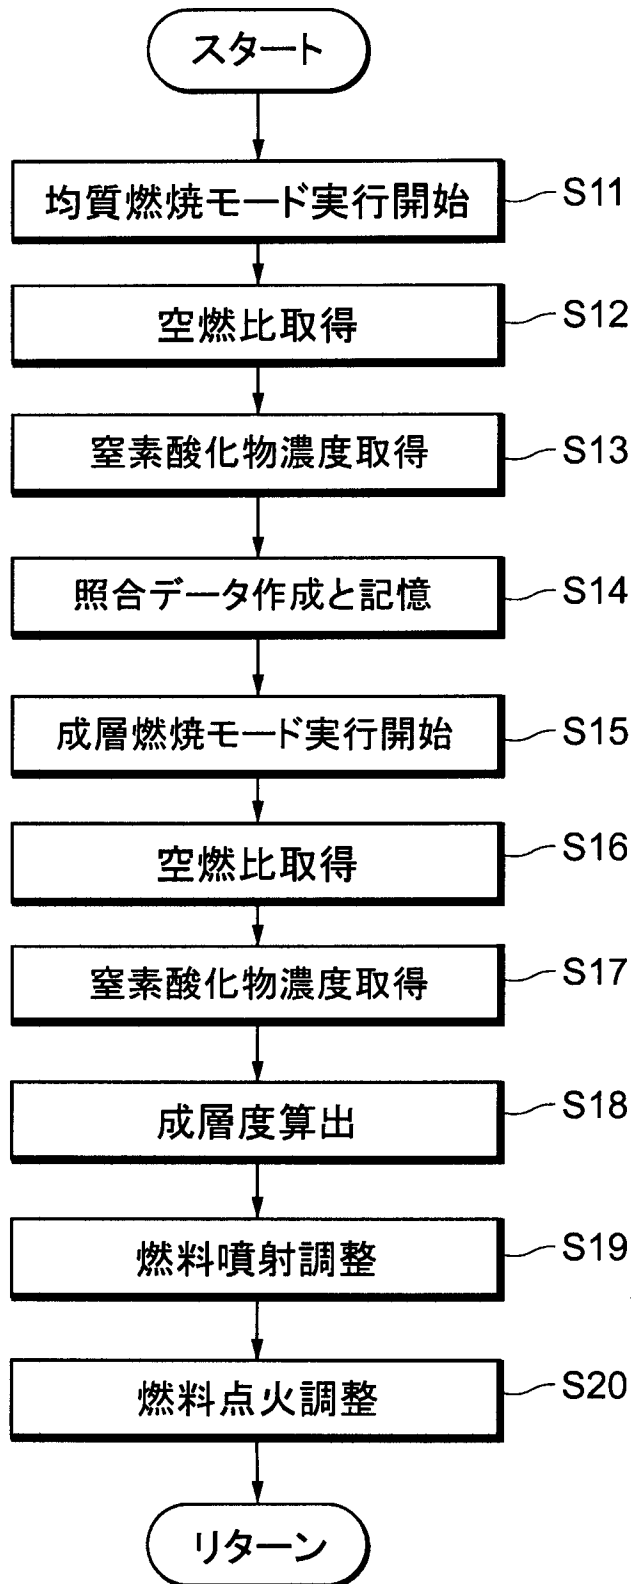 スタート
均質燃焼モード実行開始 S11
空燃比取得 S12
窒素酸化物濃度取得 S13
照合データ作成と記憶 S14
成層燃焼モード実行開始 S15
空燃比取得 S16
窒素酸化物濃度取得 S17
成層度算出 S18
燃料噴射調整 S19
燃料点火調整 S20
リターン